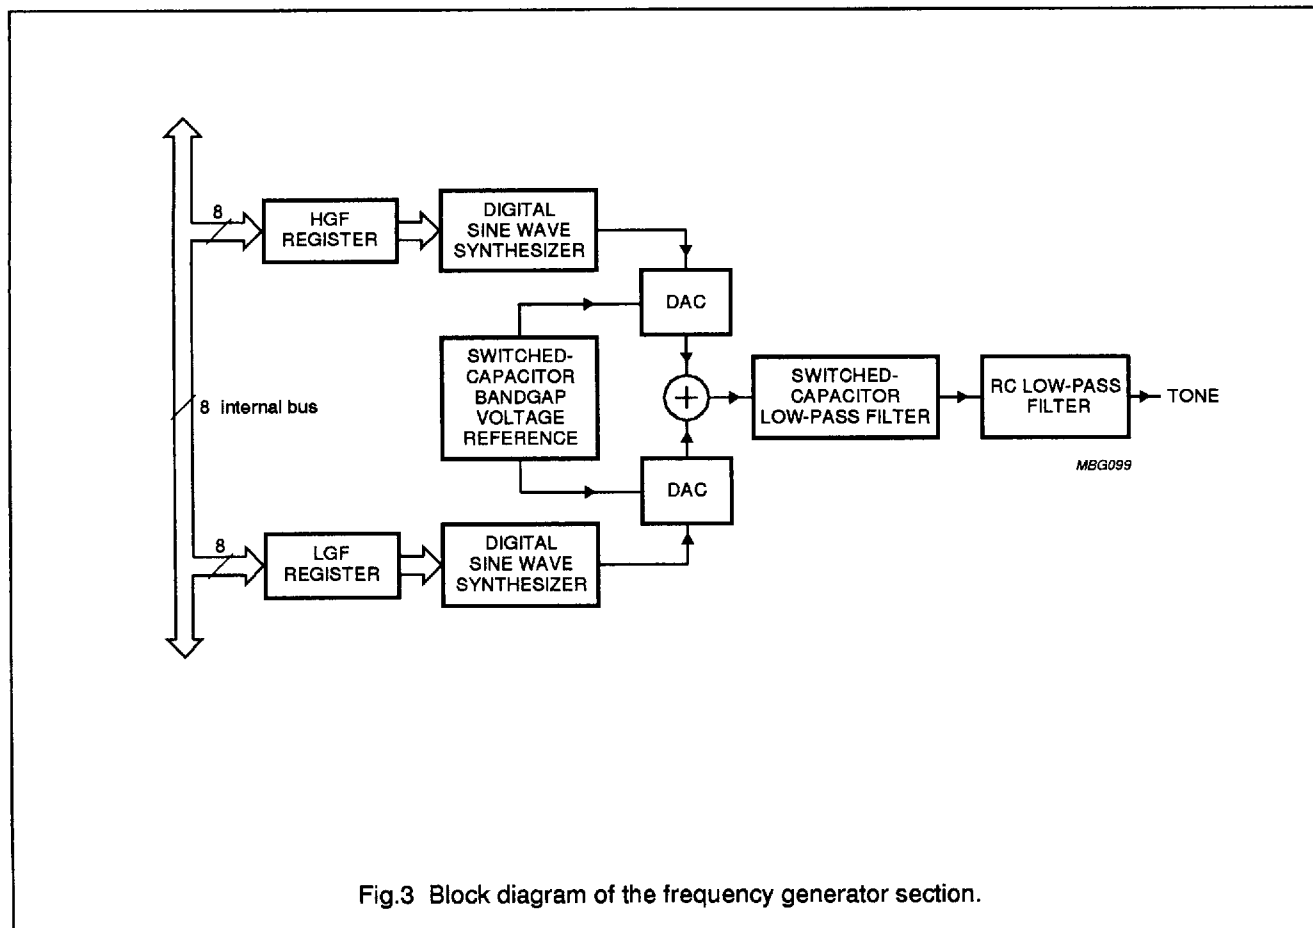 8
HGF
REGISTER
DIGITAL
SINE WAVE
SYNTHESIZER
DAC
SWITCHED-
CAPACITOR
BANDGAP
VOLTAGE
REFERENCE
8 internal bus
+
SWITCHED-
CAPACITOR
LOW-PASS FILTER
RC LOW-PASS
FILTER
TONE
MBG099
DAC
8
LGF
REGISTER
DIGITAL
SINE WAVE
SYNTHESIZER
Fig.3 Block diagram of the frequency generator section.